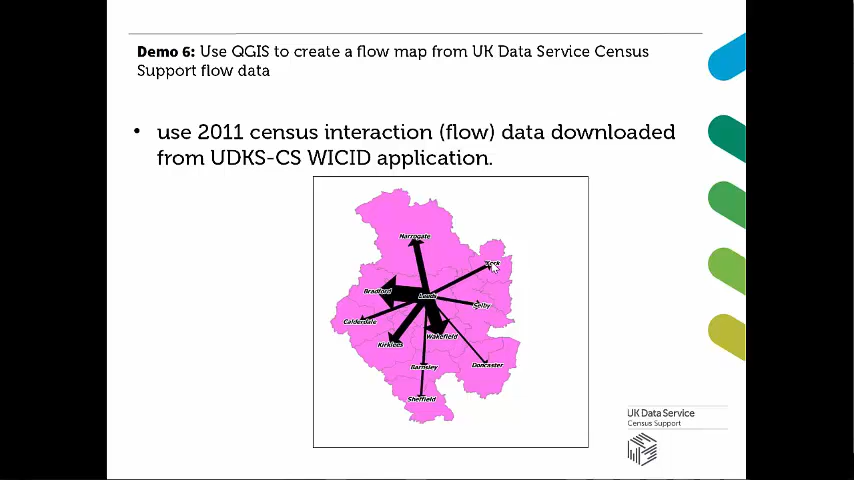 Demo 6: Use QGIS to create a flow map from UK Data Service Census
Support flow data
• use 2011 census interaction (flow) data downloaded
from UDKS-CS WICID application.
Harrogate
York
Bradford
Leeds
Selby
Calderdale
Wakefield
Kirklees
Barnsley
Doncaster
Sheffield
UK Data Service
Census Support